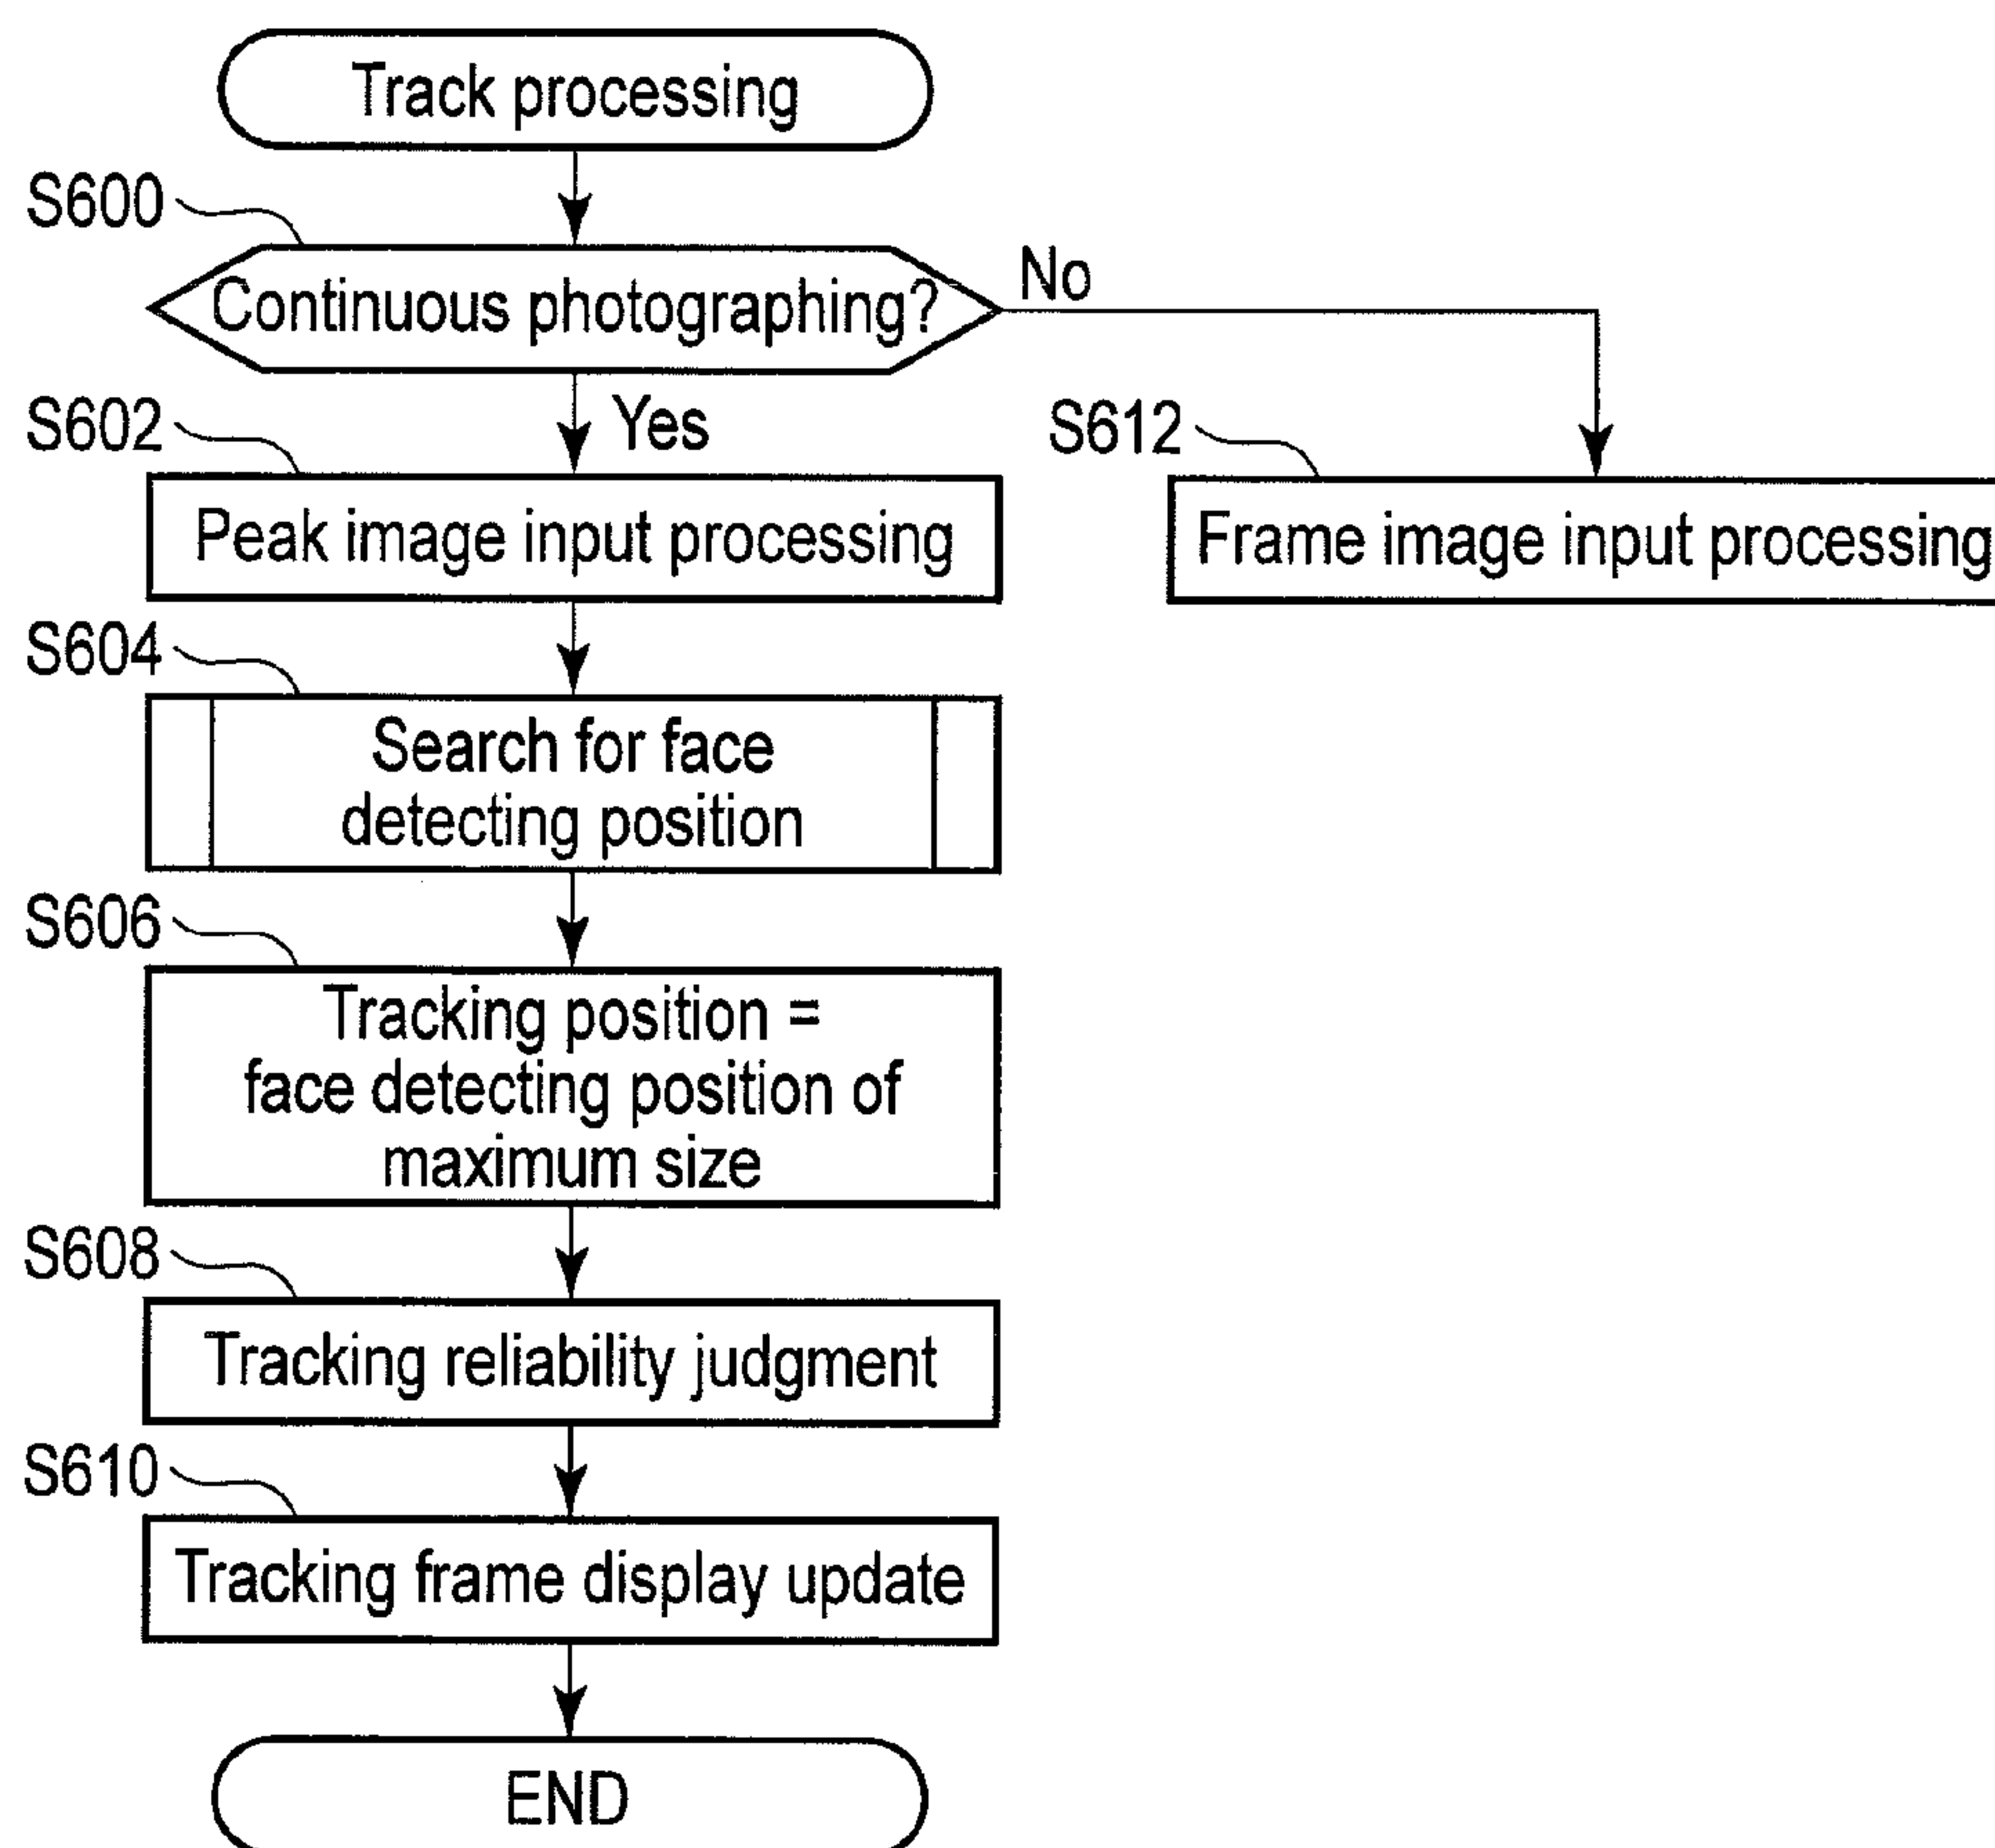 Track processing
S600
Continuous photographing?
No
Yes
S602
Peak image input processing
S612
Frame image input processing
S604
Search for face
detecting position
S606
Tracking position =
face detecting position of
maximum size
S608
Tracking reliability judgment
S610
Tracking frame display update
END